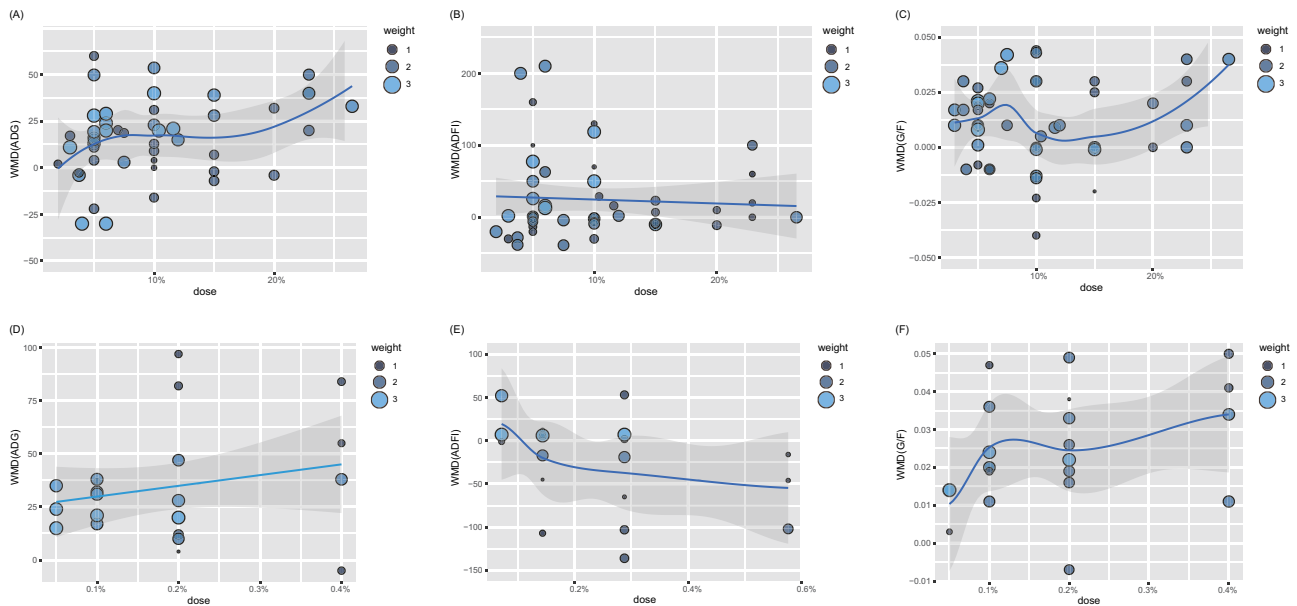 (A)
WMD(ADG)
50
25
0
−25
−50
10%
20%
dose
weight
1
2
3
(B)
WMD(ADFI)
200
100
0
10%
20%
dose
weight
1
2
3
(C)
WMD(G/F)
0.050
0.025
0.000
−0.025
−0.050
10%
20%
dose
weight
1
2
3
(D)
WMD(ADG)
100
75
50
25
0
0.1%
0.2%
0.4%
dose
weight
1
2
3
(E)
WMD(ADFI)
100
50
0
−50
−100
−150
0.2%
0.4%
0.6%
dose
weight
1
2
3
(F)
WMD(G/F)
0.05
0.04
0.03
0.02
0.01
0.00
−0.01
0.1%
0.2%
0.4%
dose
weight
1
2
3